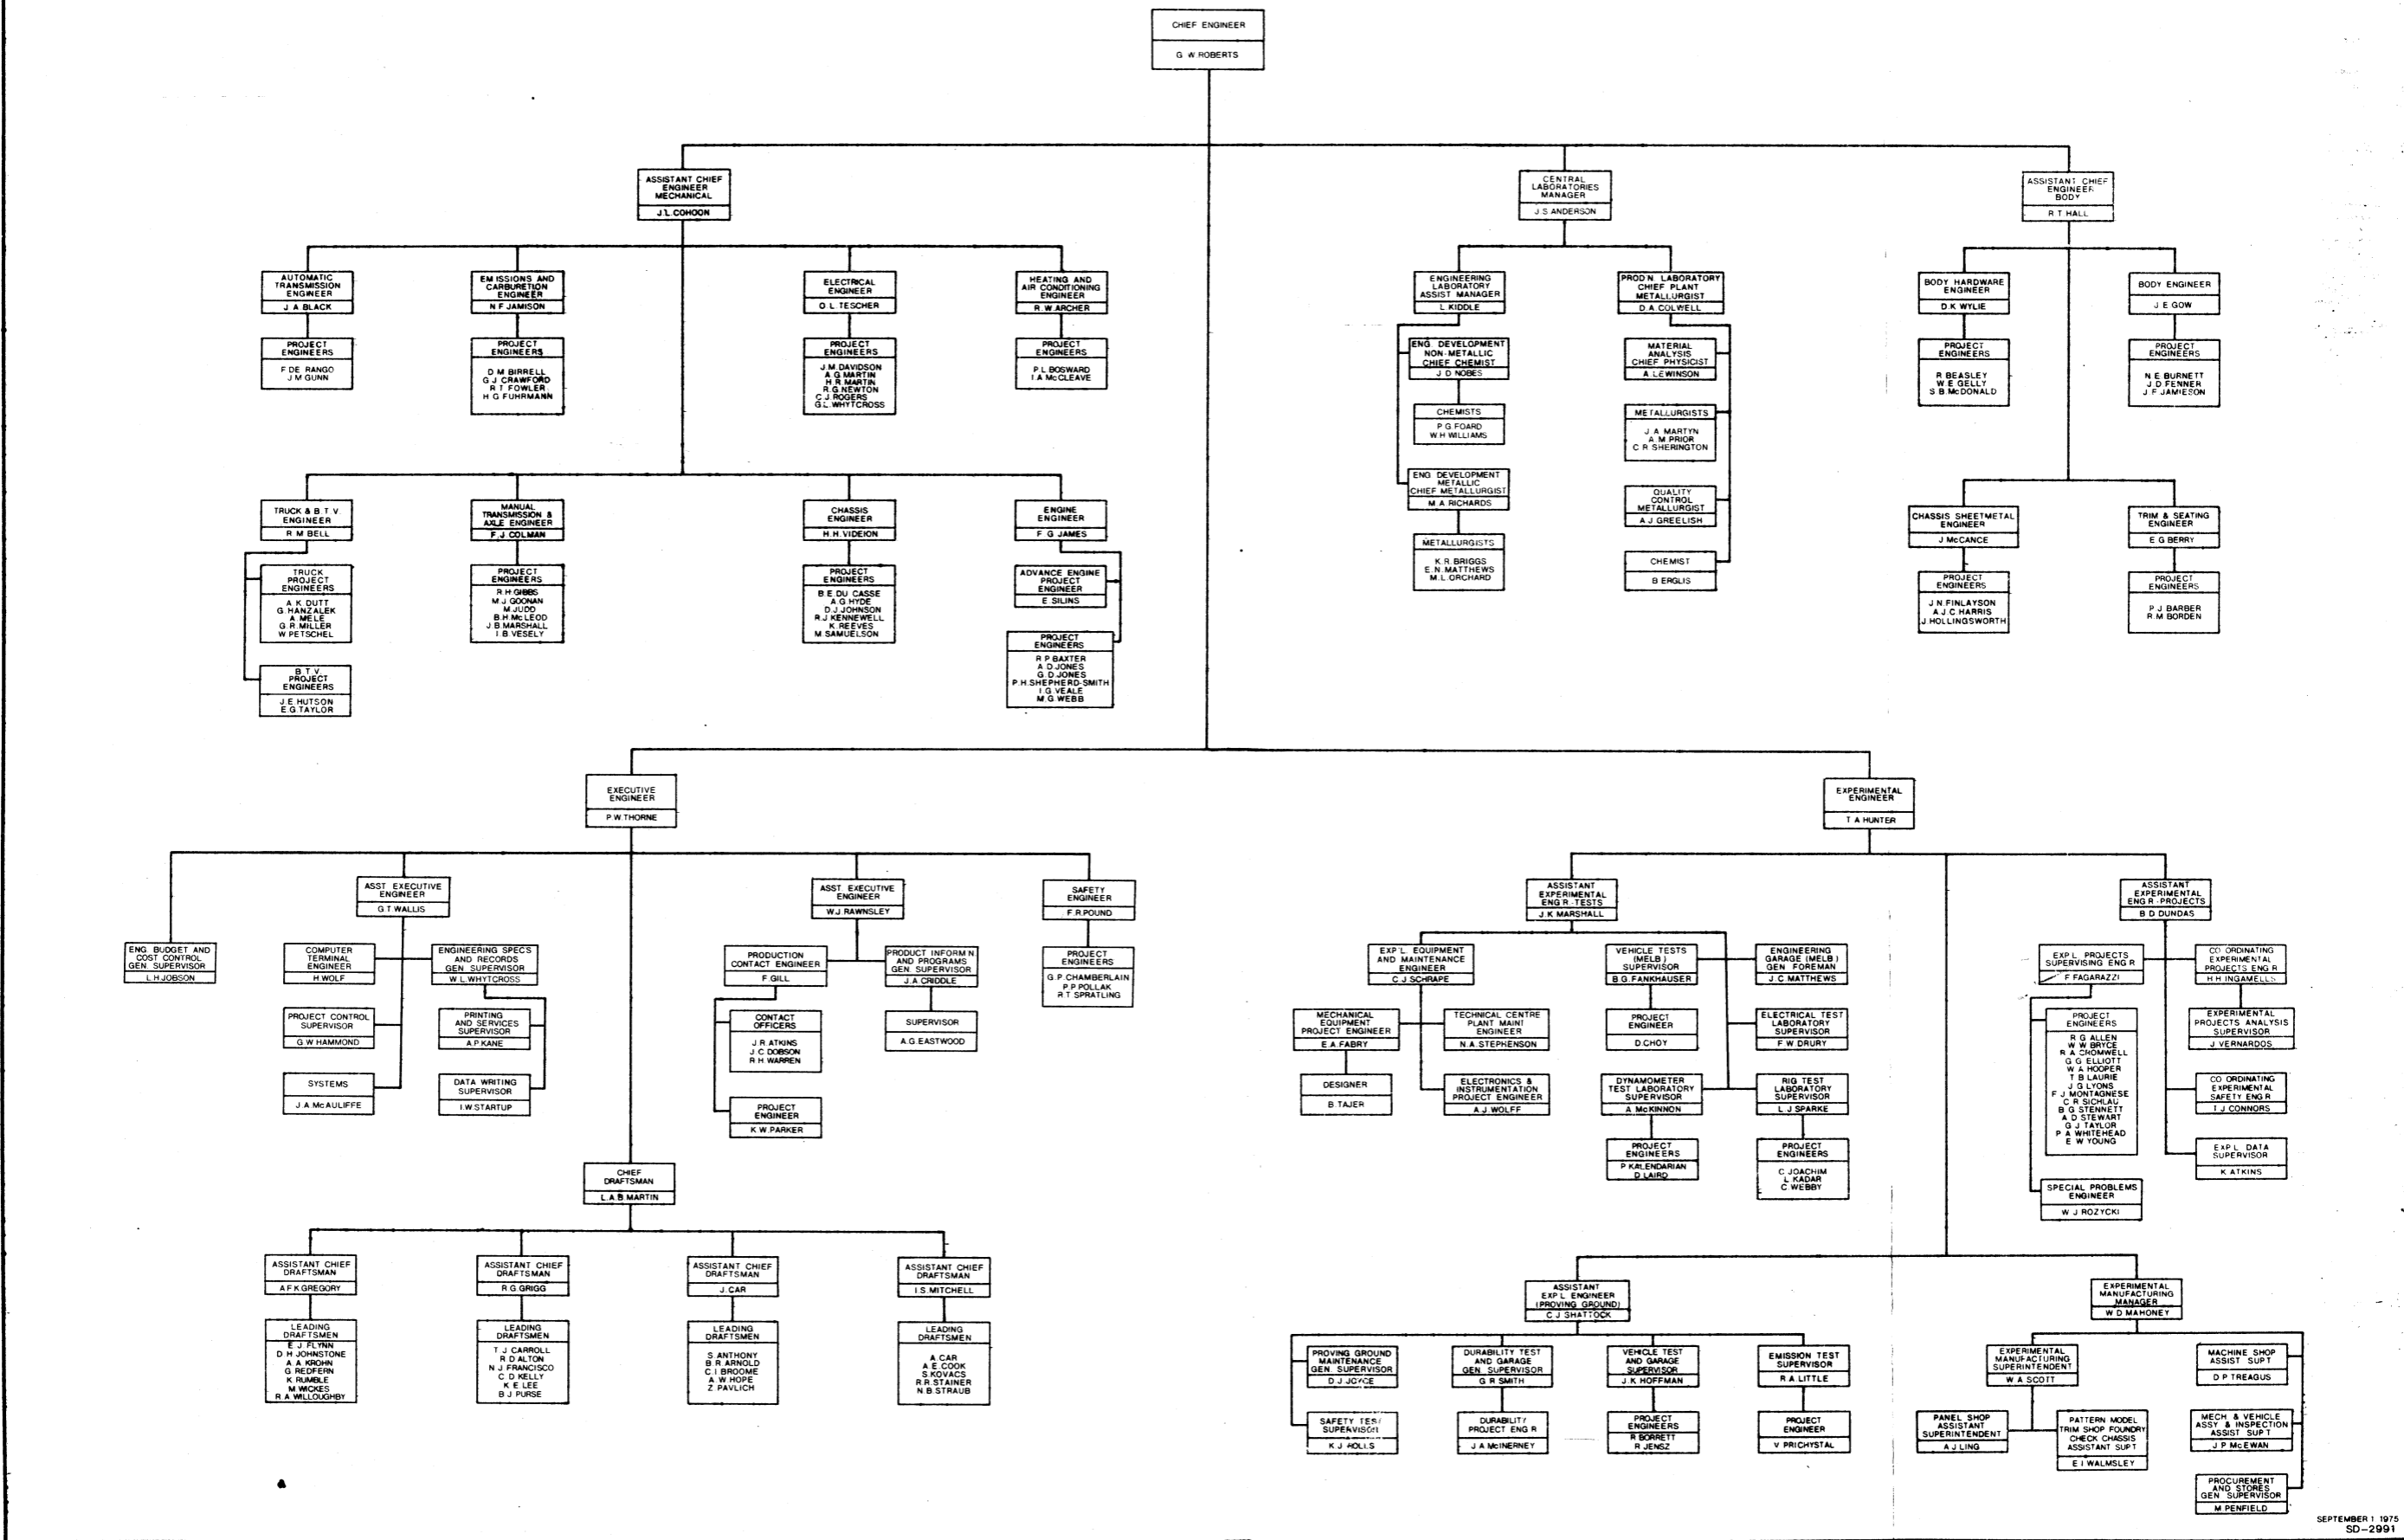 CHIEF ENGINEER
G W.ROBERTS
ASSISTANT CHIEF
ENGINEER
MECHANICAL
J.L.COHOON
CENTRAL
LABORATORIES
MANAGER
J.S.ANDERSON
ASSISTANT CHIEF
ENGINEER
BODY
R T HALL
AUTOMATIC
TRANSMISSION
ENGINEER
J A BLACK
PROJECT
ENGINEERS
F DE RANGO
J M GUNN
EMISSIONS AND
CARBURETION
ENGINEER
N F JAMISON
PROJECT
ENGINEERS
D M BIRRELL
G J CRAWFORD
R T FOWLER
H G FUHRMANN
ELECTRICAL
ENGINEER
O L TESCHER
PROJECT
ENGINEERS
J.M.DAVIDSON
A G MARTIN
H.R.MARTIN
R.G.NEWTON
C.J.ROGERS
G.L.WHYTCROSS
HEATING AND
AIR CONDITIONING
ENGINEER
R.W.ARCHER
PROJECT
ENGINEERS
P.L BOSWARD
I.A McCLEAVE
ENGINEERING
LABORATORY
ASSIST MANAGER
L KIDDLE
ENG. DEVELOPMENT
NON-METALLIC
CHIEF CHEMIST
J D NOBES
CHEMISTS
P G FOARD
W.H WILLIAMS
ENG DEVELOPMENT
METALLIC
CHIEF METALLURGIST
M A RICHARDS
METALLURGISTS
K.R.BRIGGS
E.N.MATTHEWS
M.L.ORCHARD
PROD'N. LABORATORY
CHIEF PLANT
METALLURGIST
D A COLWELL
MATERIAL
ANALYSIS
CHIEF PHYSICIST
A LEWINSON
METALLURGISTS
J A MARTYN
A M PRIOR
C R SHERINGTON
QUALITY
CONTROL
METALLURGIST
A J GREELISH
CHEMIST
B ERGLIS
BODY HARDWARE
ENGINEER
D.K WYLIE
PROJECT
ENGINEERS
R BEASLEY
W E GELLY
S B.McDONALD
BODY ENGINEER
J E GOW
PROJECT
ENGINEERS
N E BURNETT
J D FENNER
J F JAMIESON
TRUCK & B.T.V.
ENGINEER
R M BELL
TRUCK
PROJECT
ENGINEERS
A K DUTT
G HANZALEK
A.MELE
G.R.MILLER
W PETSCHEL
B.T.V.
PROJECT
ENGINEERS
J.E HUTSON
E.G.TAYLOR
MANUAL
TRANSMISSION &
AXLE ENGINEER
F.J COLMAN
PROJECT
ENGINEERS
R.H GIBBS
M.J GOONAN
M.JUDD
B.H.McLEOD
J.B.MARSHALL
I.B VESELY
CHASSIS
ENGINEER
H.H.VIDEION
PROJECT
ENGINEERS
B.E.DU CASSE
A G HYDE
D.J JOHNSON
R.J KENNEWELL
K.REEVES
M.SAMUELSON
ENGINE
ENGINEER
F G JAMES
ADVANCE ENGINE
PROJECT
ENGINEER
E SILINS
PROJECT
ENGINEERS
R P BAXTER
A D JONES
G.D.JONES
P.H.SHEPHERD-SMITH
I.G.VEALE
M.G WEBB
CHASSIS SHEETMETAL
ENGINEER
J McCANCE
PROJECT
ENGINEERS
J N.FINLAYSON
A.J.C HARRIS
J.HOLLINGSWORTH
TRIM & SEATING
ENGINEER
E G BERRY
PROJECT
ENGINEERS
P J BARBER
R.M BORDEN
EXECUTIVE
ENGINEER
P.W.THORNE
EXPERIMENTAL
ENGINEER
T A HUNTER
ENG BUDGET AND
COST CONTROL
GEN. SUPERVISOR
L.H JOBSON
ASST. EXECUTIVE
ENGINEER
G T WALLIS
COMPUTER
TERMINAL
ENGINEER
H.WOLF
PROJECT CONTROL
SUPERVISOR
G W HAMMOND
SYSTEMS
J.A McAULIFFE
ENGINEERING SPECS
AND RECORDS
GEN SUPERVISOR
W L WHYTCROSS
PRINTING
AND SERVICES
SUPERVISOR
A.P.KANE
DATA WRITING
SUPERVISOR
I.W.STARTUP
ASST. EXECUTIVE
ENGINEER
W.J RAWNSLEY
PRODUCTION
CONTACT ENGINEER
F.GILL
CONTACT
OFFICERS
J.R.ATKINS
J.C DOBSON
R H.WARREN
PROJECT
ENGINEER
K.W.PARKER
PRODUCT INFORM'N
AND PROGRAMS
GEN. SUPERVISOR
J.A CRIDDLE
SUPERVISOR
A.G.EASTWOOD
SAFETY
ENGINEER
F.R.POUND
PROJECT
ENGINEERS
G.P.CHAMBERLAIN
P.P POLLAK
R.T SPRATLING
CHIEF
DRAFTSMAN
L.A.B.MARTIN
ASSISTANT CHIEF
DRAFTSMAN
A F K GREGORY
LEADING
DRAFTSMEN
E J FLYNN
D H JOHNSTONE
A A KROHN
G REDFERN
K RUMBLE
M WICKES
R A WILLOUGHBY
ASSISTANT CHIEF
DRAFTSMAN
R G.GRIGG
LEADING
DRAFTSMEN
T J CARROLL
R D ALTON
N J FRANCISCO
C D KELLY
K E LEE
B J PURSE
ASSISTANT CHIEF
DRAFTSMAN
J.CAR
LEADING
DRAFTSMEN
S.ANTHONY
B R.ARNOLD
C.I BROOME
A W HOPE
Z PAVLICH
ASSISTANT CHIEF
DRAFTSMAN
I.S.MITCHELL
LEADING
DRAFTSMEN
A.CAR
A E.COOK
S.KOVACS
R.R.STAINER
N.B.STRAUB
ASSISTANT
EXPERIMENTAL
ENG'R.-TESTS
J.K MARSHALL
EXP'L. EQUIPMENT
AND MAINTENANCE
ENGINEER
C J SCHRAPE
MECHANICAL
EQUIPMENT
PROJECT ENGINEER
E A.FABRY
DESIGNER
B.TAJER
TECHNICAL CENTRE
PLANT MAINT
ENGINEER
N.A.STEPHENSON
ELECTRONICS &
INSTRUMENTATION
PROJECT ENGINEER
A J.WOLFF
VEHICLE TESTS
(MELB)
SUPERVISOR
B G.FANKHAUSER
PROJECT
ENGINEER
D.CHOY
DYNAMOMETER
TEST LABORATORY
SUPERVISOR
A McKINNON
PROJECT
ENGINEERS
P KALENDARIAN
D LAIRD
ENGINEERING
GARAGE (MELB)
GEN FOREMAN
J C MATTHEWS
ELECTRICAL TEST
LABORATORY
SUPERVISOR
F W DRURY
RIG TEST
LABORATORY
SUPERVISOR
L.J SPARKE
PROJECT
ENGINEERS
C JOACHIM
L KADAR
C WEBBY
ASSISTANT
EXPERIMENTAL
ENG'R -PROJECTS
B D DUNDAS
EXP'L PROJECTS
SUPERVISING ENG R
F FAGARAZZI
PROJECT
ENGINEERS
R G ALLEN
W W BRYCE
R A CROMWELL
G G ELLIOTT
W A HOOPER
T B LAURIE
J G LYONS
F J MONTAGNESE
C R SICHLAU
B G STENNETT
A D STEWART
G J TAYLOR
P A WHITEHEAD
E W YOUNG
SPECIAL PROBLEMS
ENGINEER
W J ROZYCKI
CO ORDINATING
EXPERIMENTAL
PROJECTS ENG R
H H INGAMELLS
EXPERIMENTAL
PROJECTS ANALYSIS
SUPERVISOR
J VERNARDOS
CO ORDINATING
EXPERIMENTAL
SAFETY ENG R
T J CONNORS
EXP'L DATA
SUPERVISOR
K ATKINS
ASSISTANT
EXP'L ENGINEER
(PROVING GROUND)
C J SHATTOCK
PROVING GROUND
MAINTENANCE
GEN. SUPERVISOR
D J JOYCE
SAFETY TEST
SUPERVISOR
K J HOLLS
DURABILITY TEST
AND GARAGE
GEN SUPERVISOR
G R SMITH
DURABILITY
PROJECT ENG R
J A McINERNEY
VEHICLE TEST
AND GARAGE
SUPERVISOR
J.K HOFFMAN
PROJECT
ENGINEERS
R BORRETT
R JENSZ
EMISSION TEST
SUPERVISOR
R A LITTLE
PROJECT
ENGINEER
V PRICHYSTAL
EXPERIMENTAL
MANUFACTURING
MANAGER
W D MAHONEY
EXPERIMENTAL
MANUFACTURING
SUPERINTENDENT
W A SCOTT
PANEL SHOP
ASSISTANT
SUPERINTENDENT
A J LING
PATTERN MODEL
TRIM SHOP FOUNDRY
CHECK CHASSIS
ASSISTANT SUP T
E I WALMSLEY
MACHINE SHOP
ASSIST SUP T
D P TREAGUS
MECH & VEHICLE
ASSY & INSPECTION
ASSIST SUP T
J P McEWAN
PROCUREMENT
AND STORES
GEN SUPERVISOR
M PENFIELD
SEPTEMBER 1 1975
SD-2991